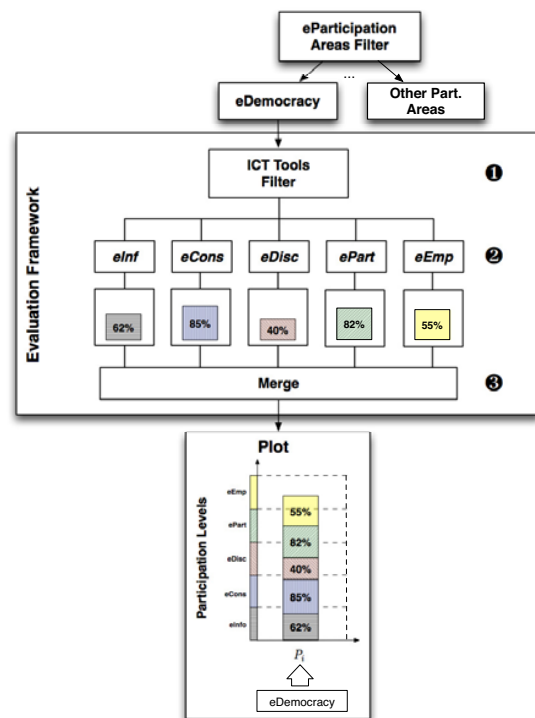 eParticipation
Areas Filter
...
eDemocracy
Other Part.
Areas
Evaluation Framework
ICT Tools
Filter
❶
eInf
eCons
eDisc
ePart
eEmp
❷
62%
85%
40%
82%
55%
Merge
❸
Plot
Participation Levels
eEmp
ePart
eDisc
eCons
eInfo
55%
82%
40%
85%
62%
Pi
eDemocracy